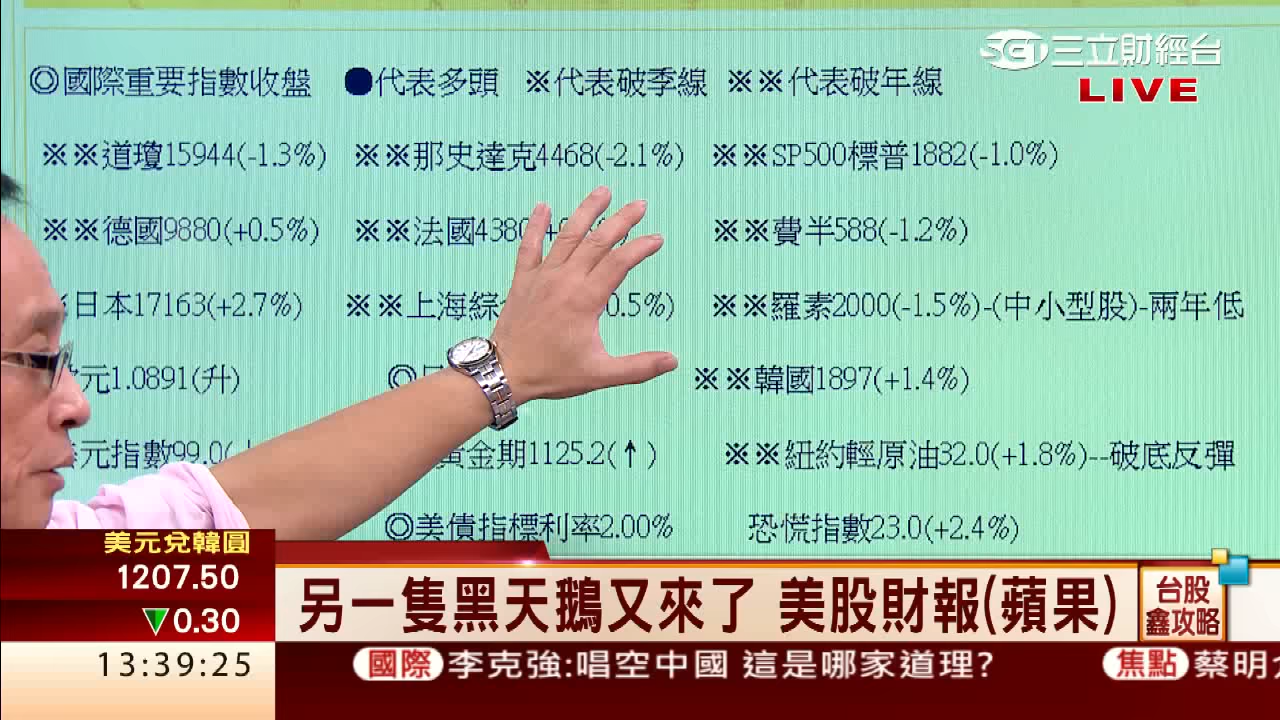 SET三立財經台
LIVE
◎國際重要指數收盤 ●代表多頭 ※代表破季線 ※※代表破年線
※※道瓊15944(-1.3%) ※※那史達克4468(-2.1%) ※※SP500標普1882(-1.0%)
※※德國9880(+0.5%) ※※法國4380 ※※費半588(-1.2%)
日本17163(+2.7%) ※※上海綜 0.5%) ※※羅素2000(-1.5%)-(中小型股)-兩年低
元1.0891(升) ◎ ※※韓國1897(+1.4%)
元指數99.0( 黃金期1125.2(↑) ※※紐約輕原油32.0(+1.8%)--破底反彈
◎美債指標利率2.00% 恐慌指數23.0(+2.4%)
美元兌韓圓
1207.50
▼0.30
另一隻黑天鵝又來了 美股財報(蘋果)
台股
鑫攻略
13:39:25
國際 李克強:唱空中國 這是哪家道理? 焦點 蔡明